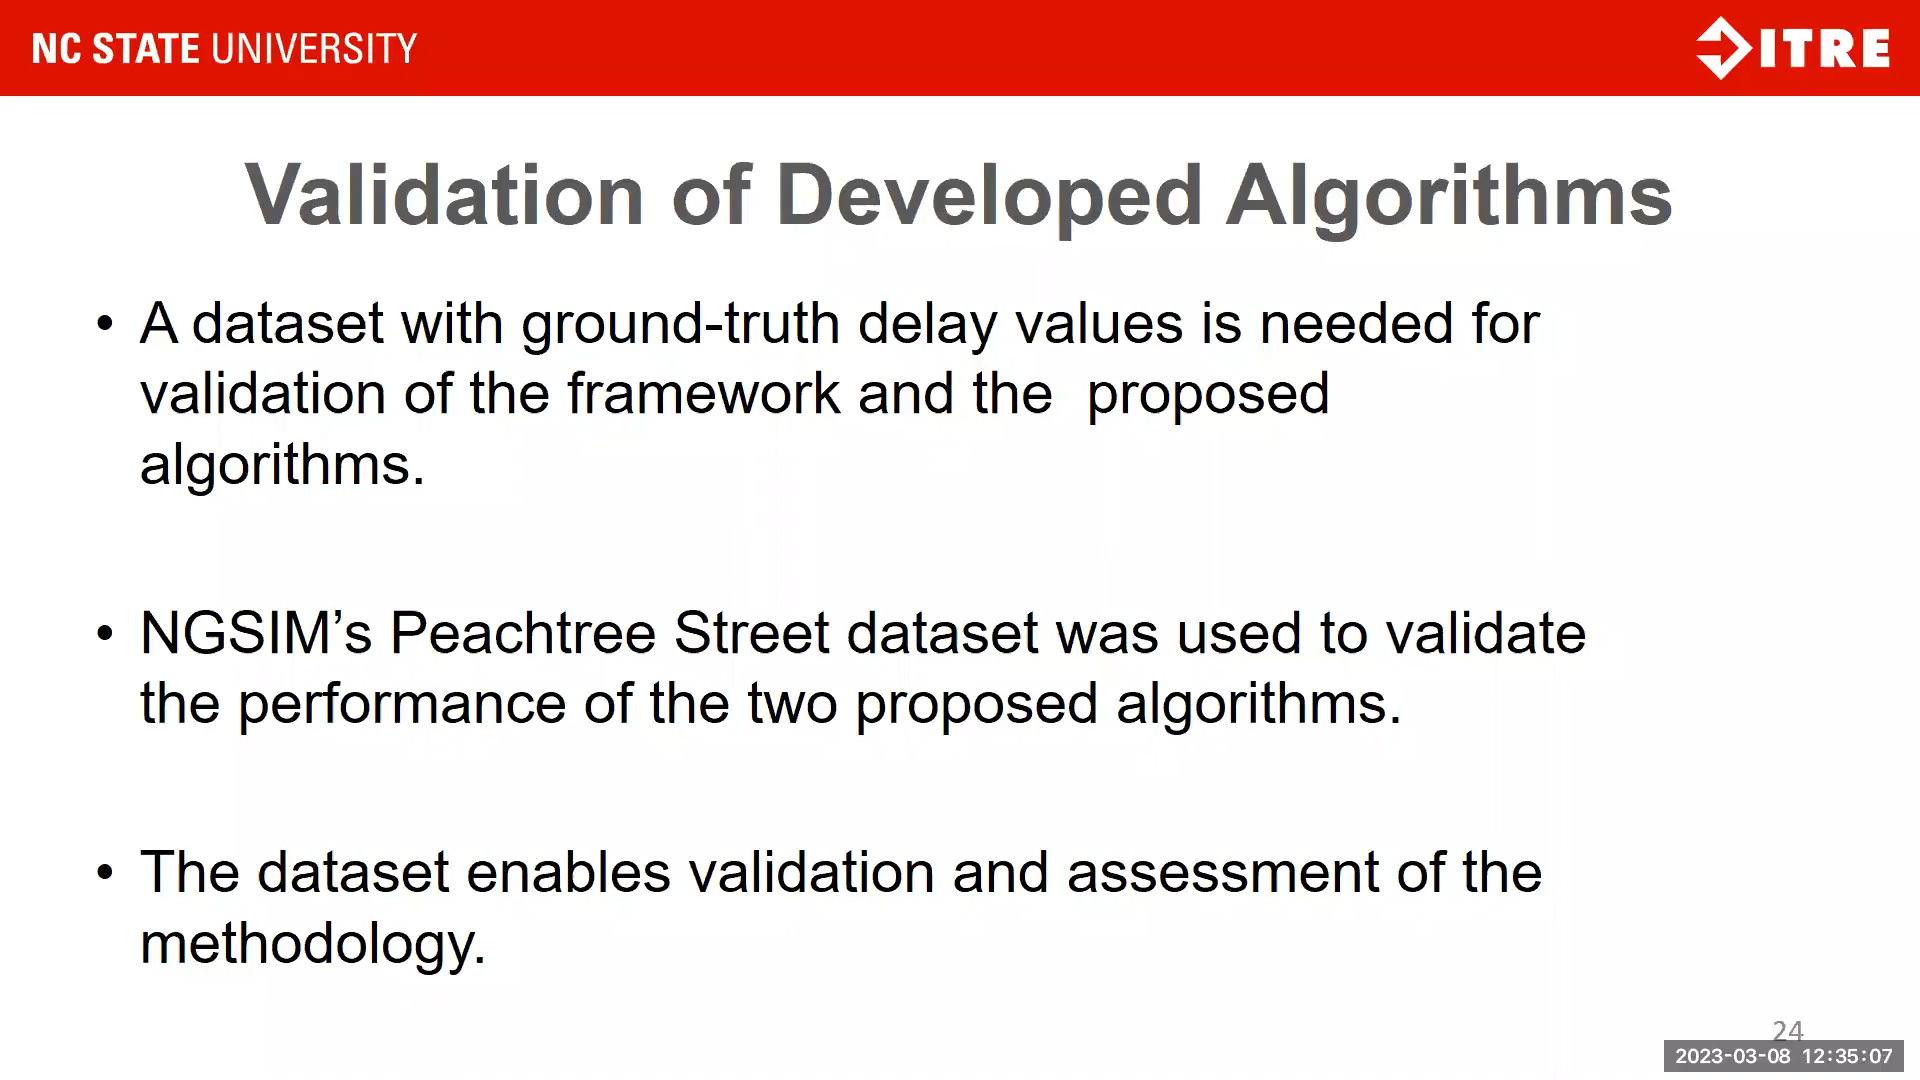 NC STATE UNIVERSITY
ITRE
Validation of Developed Algorithms
• A dataset with ground-truth delay values is needed for
validation of the framework and the  proposed
algorithms.
• NGSIM’s Peachtree Street dataset was used to validate
the performance of the two proposed algorithms.
• The dataset enables validation and assessment of the
methodology.
24
2023-03-08 12:35:07